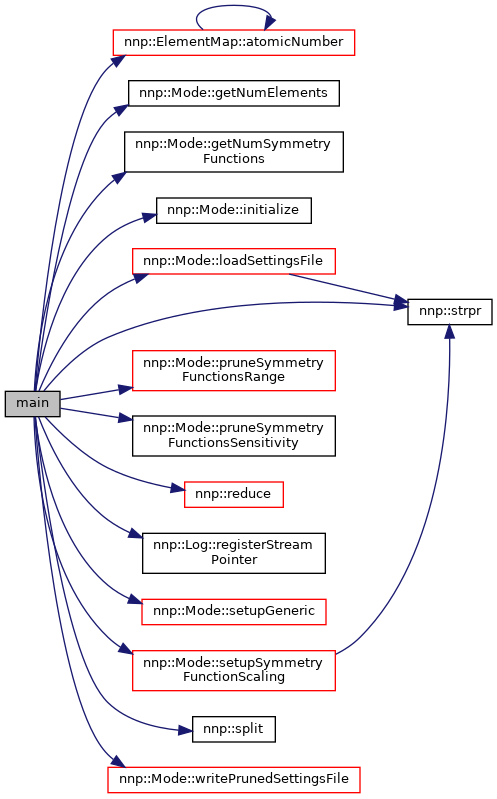 nnp::ElementMap::atomicNumber
nnp::Mode::getNumElements
nnp::Mode::getNumSymmetry
Functions
nnp::Mode::initialize
nnp::Mode::loadSettingsFile
nnp::strpr
nnp::Mode::pruneSymmetry
FunctionsRange
main
nnp::Mode::pruneSymmetry
FunctionsSensitivity
nnp::reduce
nnp::Log::registerStream
Pointer
nnp::Mode::setupGeneric
nnp::Mode::setupSymmetry
FunctionScaling
nnp::split
nnp::Mode::writePrunedSettingsFile